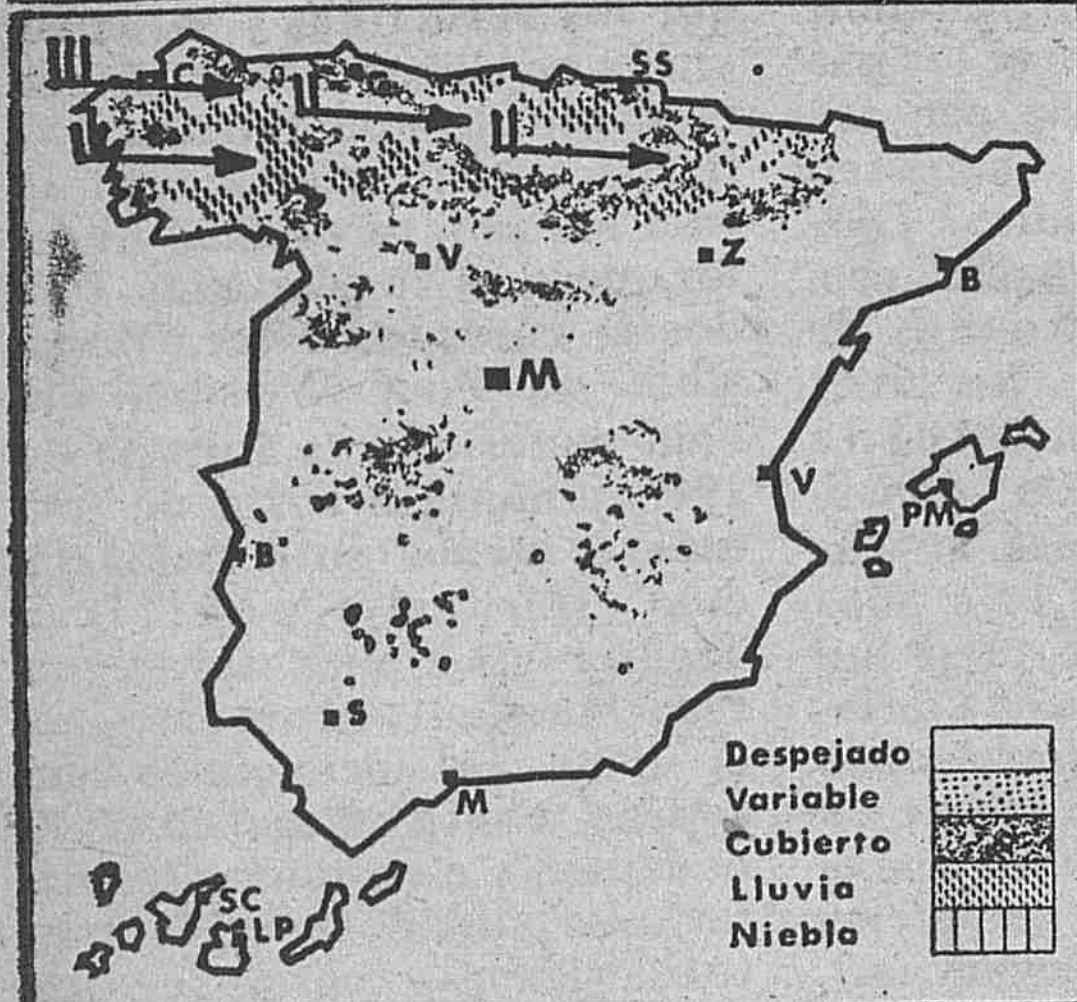 SS
C
V
Z
B
M
V
PM
B
S
M
SC
LP
Despejado
Variable
Cubierto
Lluvia
Niebla